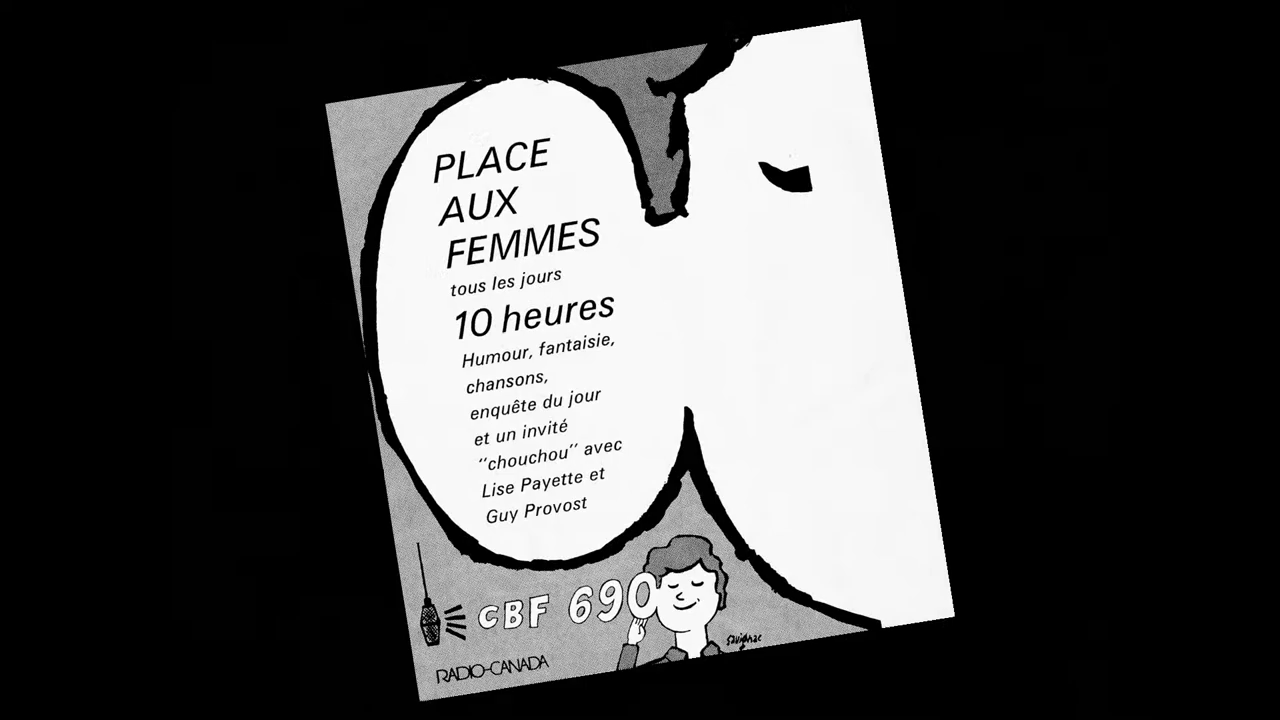 PLACE
AUX
FEMMES
tous les jours
10 heures
Humour, fantaisie,
chansons,
enquête du jour
et un invité
"chouchou" avec
Lise Payette et
Guy Provost
CBF 690
RADIO-CANADA
Savignac